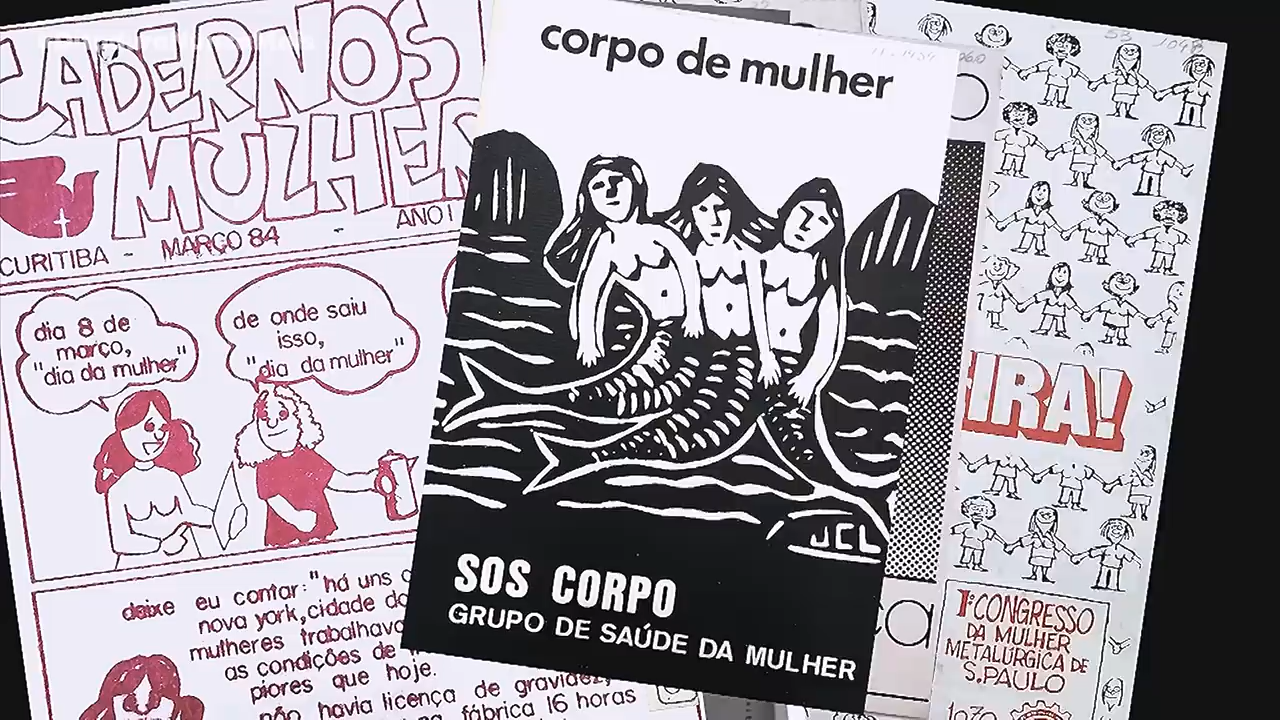 CADERNOS
MULHER
CURITIBA - MARÇO 84 - ANO I
dia 8 de
março,
"dia da mulher"
de onde saiu
isso,
"dia da mulher"
deixe eu contar: "há uns
nova york, cidade
mulheres
as condições de
piores que hoje.
não havia licença de
fábrica 16 horas
corpo de mulher
JCL
SOS CORPO
GRUPO DE SAÚDE DA MULHER
53 1048
IRA!
1º CONGRESSO
DA MULHER
METALÚRGICA DE
S.PAULO